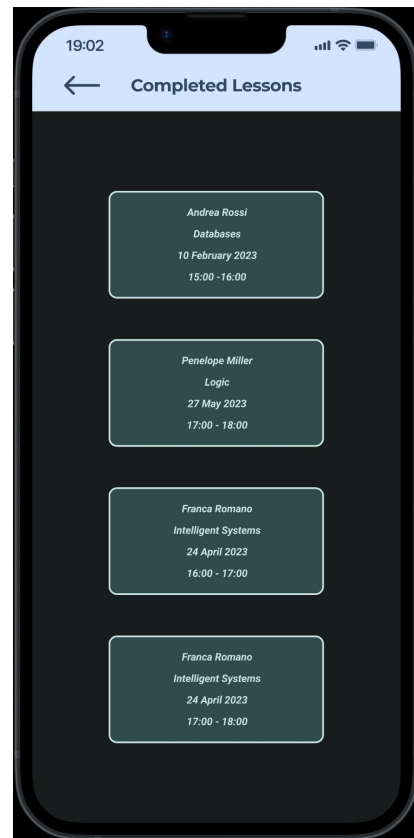 19:02
Completed Lessons
Andrea Rossi
Databases
10 February 2023
15:00 -16:00
Penelope Miller
Logic
27 May 2023
17:00 - 18:00
Franca Romano
Intelligent Systems
24 April 2023
16:00 - 17:00
Franca Romano
Intelligent Systems
24 April 2023
17:00 - 18:00